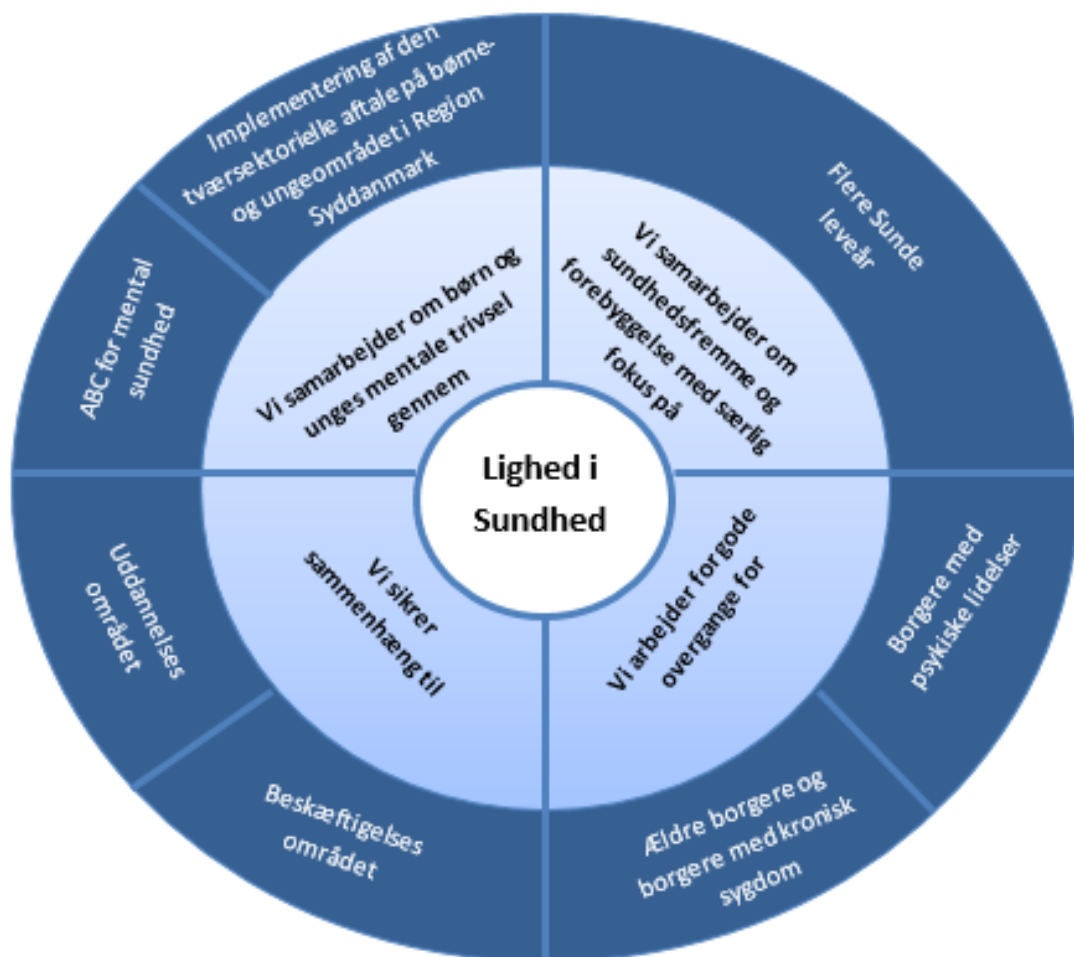 Implementering af den
tværsektorielle aftale på børne-
og ungeområdet i Region
Syddanmark
Flere Sunde
leveår
ABC for mental
sundhed
Vi samarbejder om børn og
unges mentale trivsel
gennem
Vi samarbejder om
sundhedsfremme og
forebyggelse med særlig
fokus på
Lighed i
Sundhed
Uddannelses
området
Vi sikrer
sammenhæng til
Vi arbejder for gode
overgange for
Borgere med
psykiske lidelser
Beskæftigelses
området
Ældre borgere og
borgere med kronisk
sygdom